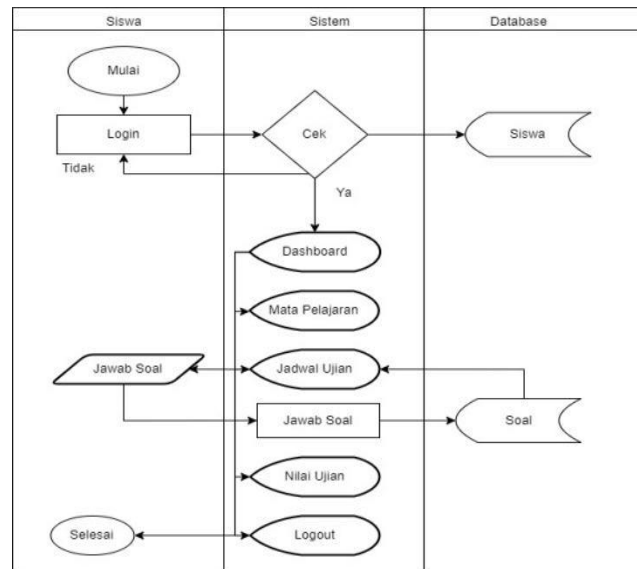 Siswa
Sistem
Database
Mulai
Login
Cek
Siswa
Tidak
Ya
Dashboard
Mata Pelajaran
Jawab Soal
Jadwal Ujian
Jawab Soal
Soal
Nilai Ujian
Selesai
Logout